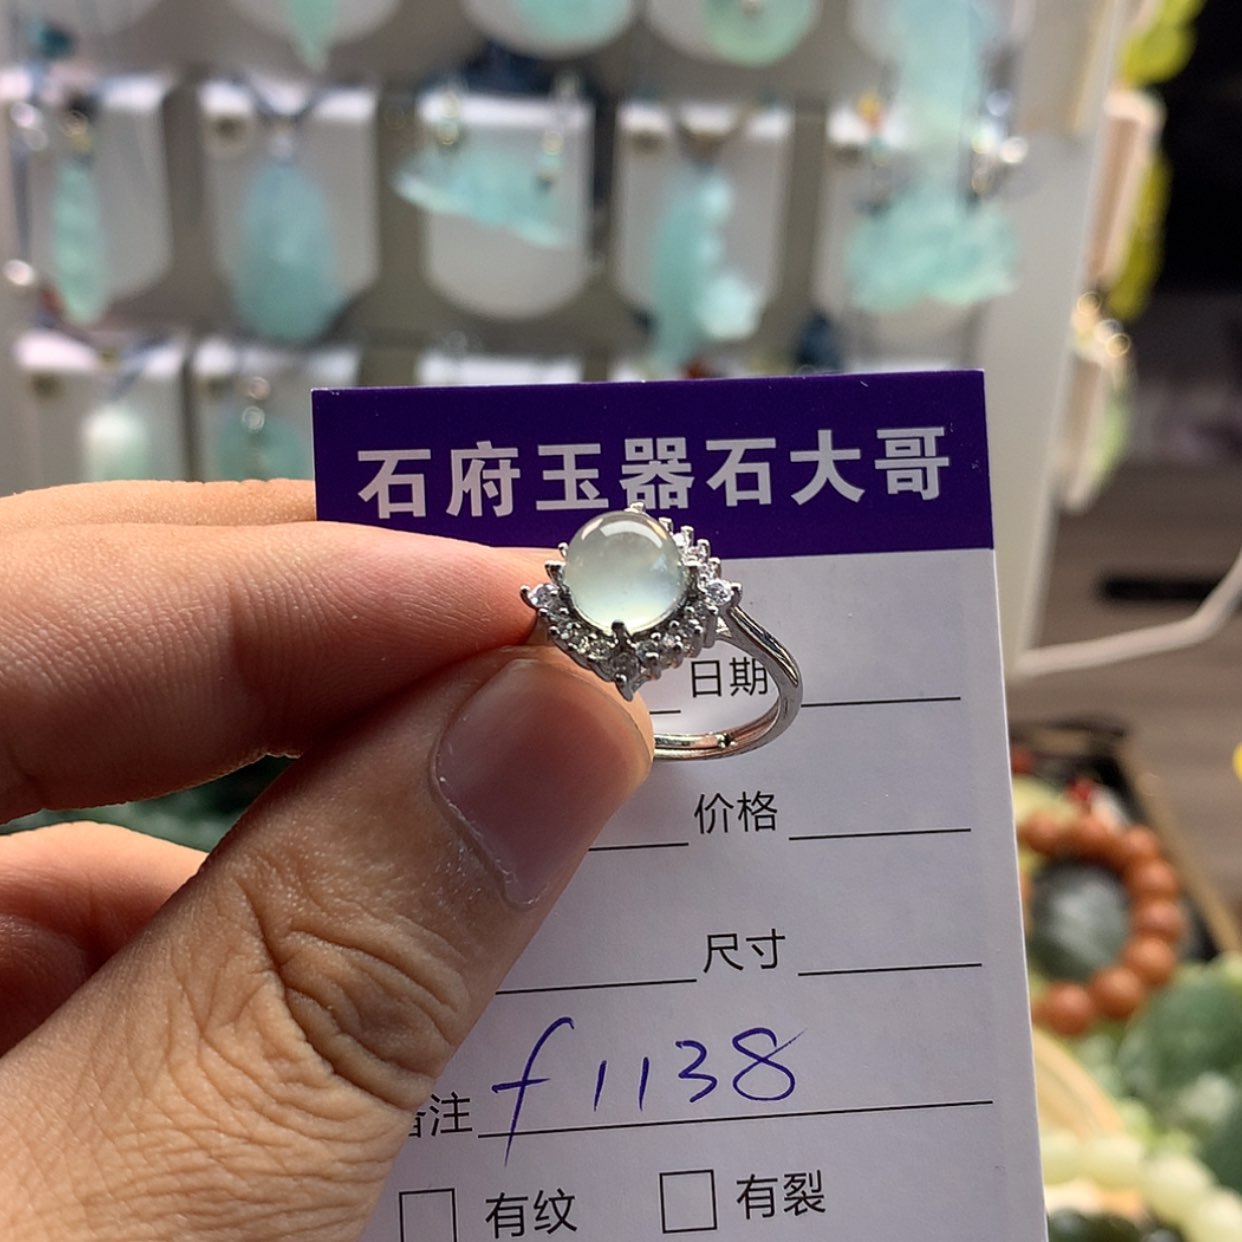 石府玉器石大哥
日期
价格
尺寸
备注 f1138
有纹 有裂